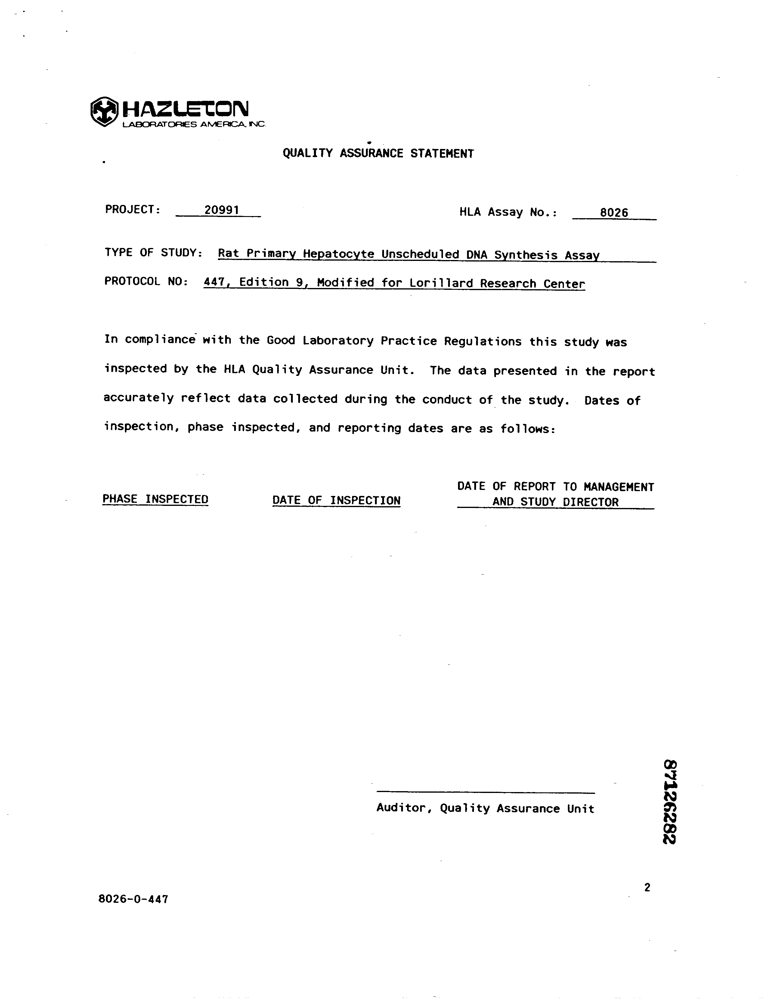 HAZLETON
LABORATORIES AMERICA, INC.
QUALITY ASSURANCE STATEMENT
PROJECT: 20991 HLA Assay No.: 8026
TYPE OF STUDY: Rat Primary Hepatocyte Unscheduled DNA Synthesis Assay
PROTOCOL NO: 447, Edition 9, Modified for Lorillard Research Center
In compliance with the Good Laboratory Practice Regulations this study was
inspected by the HLA Quality Assurance Unit. The data presented in the report
accurately reflect data collected during the conduct of the study. Dates of
inspection, phase inspected, and reporting dates are as follows:
DATE OF REPORT TO MANAGEMENT
PHASE INSPECTED DATE OF INSPECTION AND STUDY DIRECTOR
Auditor, Quality Assurance Unit
87126282
2
8026-0-447